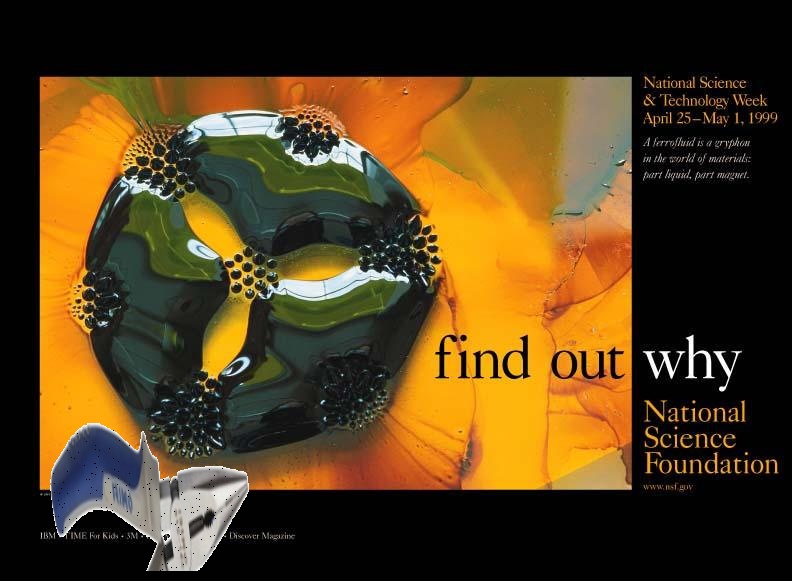 National Science
& Technology Week
April 25–May 1, 1999
A ferrofluid is a gryphon
in the world of materials:
part liquid, part magnet.
find out why
National
Science
Foundation
www.nsf.gov
IBM • TIME For Kids • 3M • • Discover Magazine